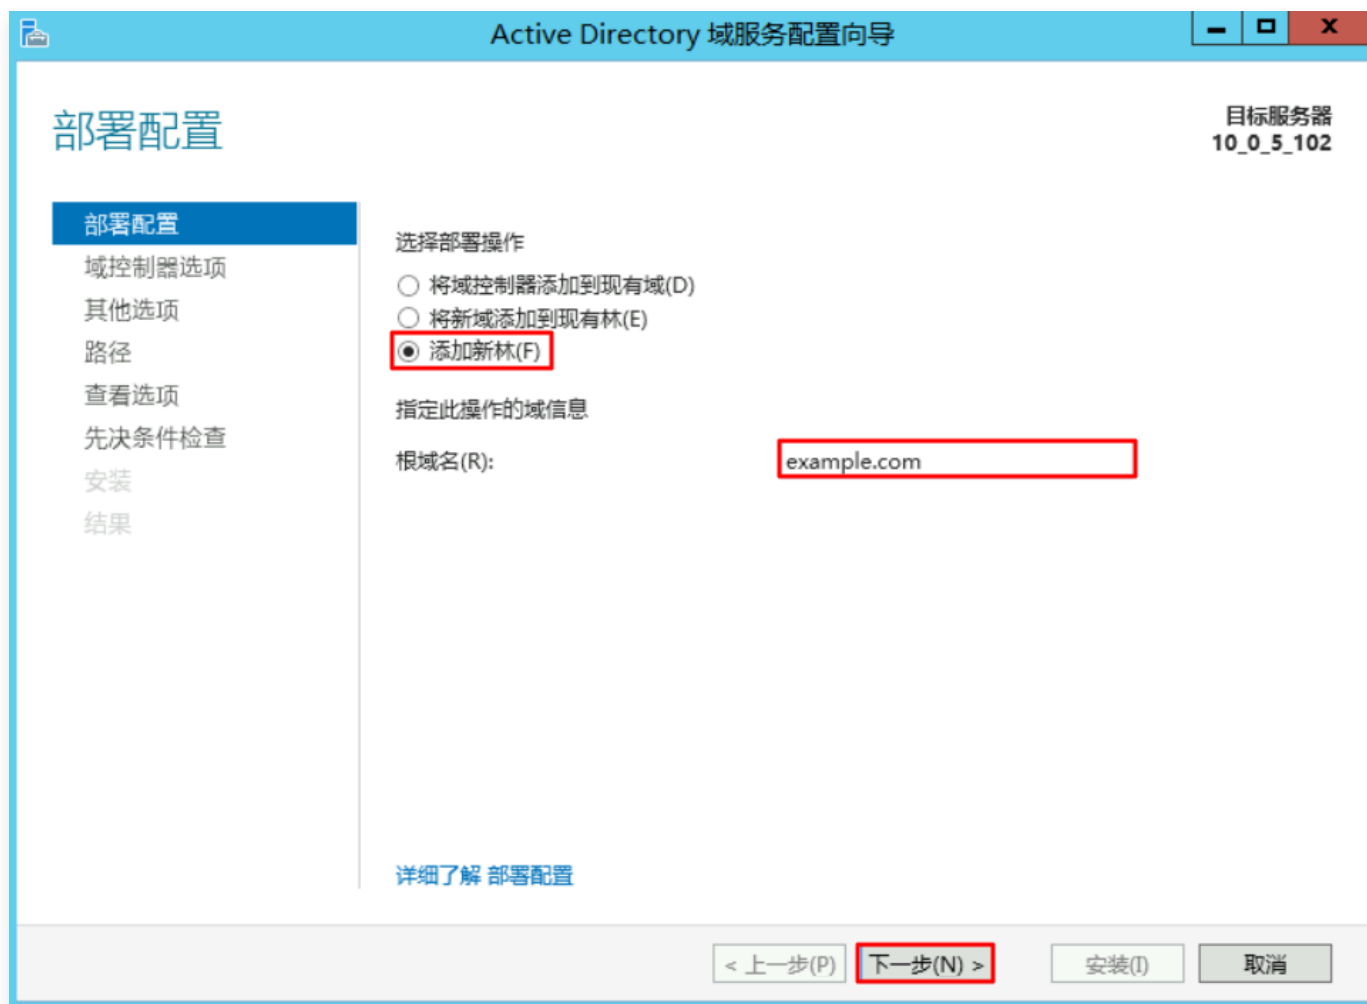 Active Directory 域服务配置向导
部署配置
目标服务器
10_0_5_102
部署配置
域控制器选项
其他选项
路径
查看选项
先决条件检查
安装
结果
选择部署操作
将域控制器添加到现有域(D)
将新域添加到现有林(E)
添加新林(F)
指定此操作的域信息
根域名(R): example.com
详细了解 部署配置
< 上一步(P) 下一步(N) > 安装(I) 取消